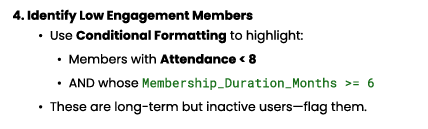 4. Identify Low Engagement Members
• Use Conditional Formatting to highlight:
• Members with Attendance < 8
• AND whose Membership_Duration_Months >= 6
• These are long-term but inactive users—flag them.